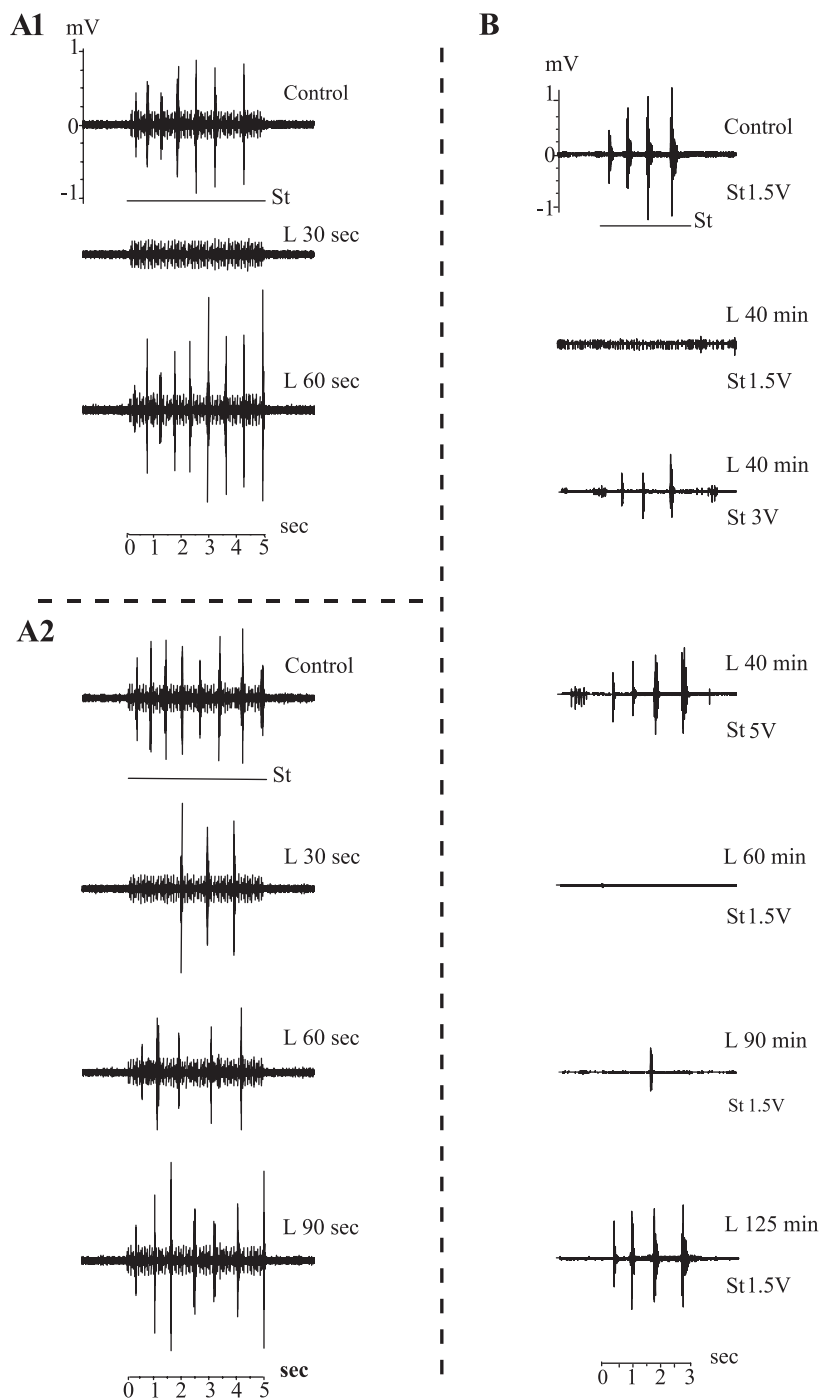 A1
mV
1
0
-1
Control
St
L 30 sec
L 60 sec
sec
0 1 2 3 4 5
A2
Control
St
L 30 sec
L 60 sec
L 90 sec
sec
0 1 2 3 4 5
B
mV
1
0
-1
Control
St1.5V
St
L 40 min
St1.5V
L 40 min
St 3V
L 40 min
St 5V
L 60 min
St1.5V
L 90 min
St 1.5V
L 125 min
St1.5V
sec
0 1 2 3